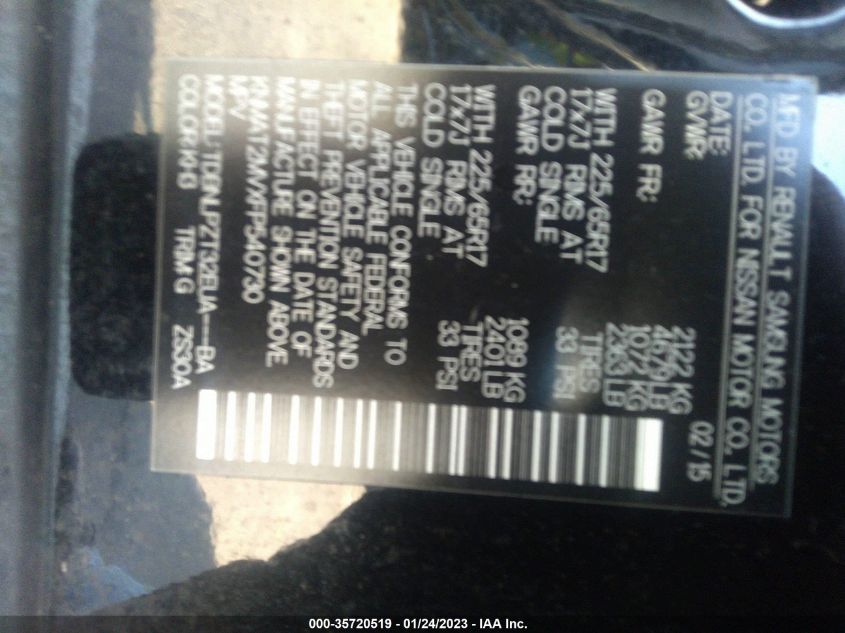 MFD BY RENAULT SAMSUNG MOTORS
CO. LTD. FOR NISSAN MOTOR CO. LTD.
DATE: 02/15
GVWR: 2122 KG
4679 LB
GAWR FR: 1072 KG
2363 LB
WITH 225/65R17 TIRES
17x7J RIMS AT 33 PSI
COLD SINGLE
GAWR RR: 1089 KG
2401 LB
WITH 225/65R17 TIRES
17x7J RIMS AT 33 PSI
COLD SINGLE
THIS VEHICLE CONFORMS TO
ALL APPLICABLE FEDERAL
MOTOR VEHICLE SAFETY AND
THEFT PREVENTION STANDARDS
IN EFFECT ON THE DATE OF
MANUFACTURE SHOWN ABOVE
KNMAT2MVXFP540730
MPV
MODEL:
COLOR:KH3 TRIM:G ZS30A
000-35720519 — 01/24/2023 - IAA Inc.